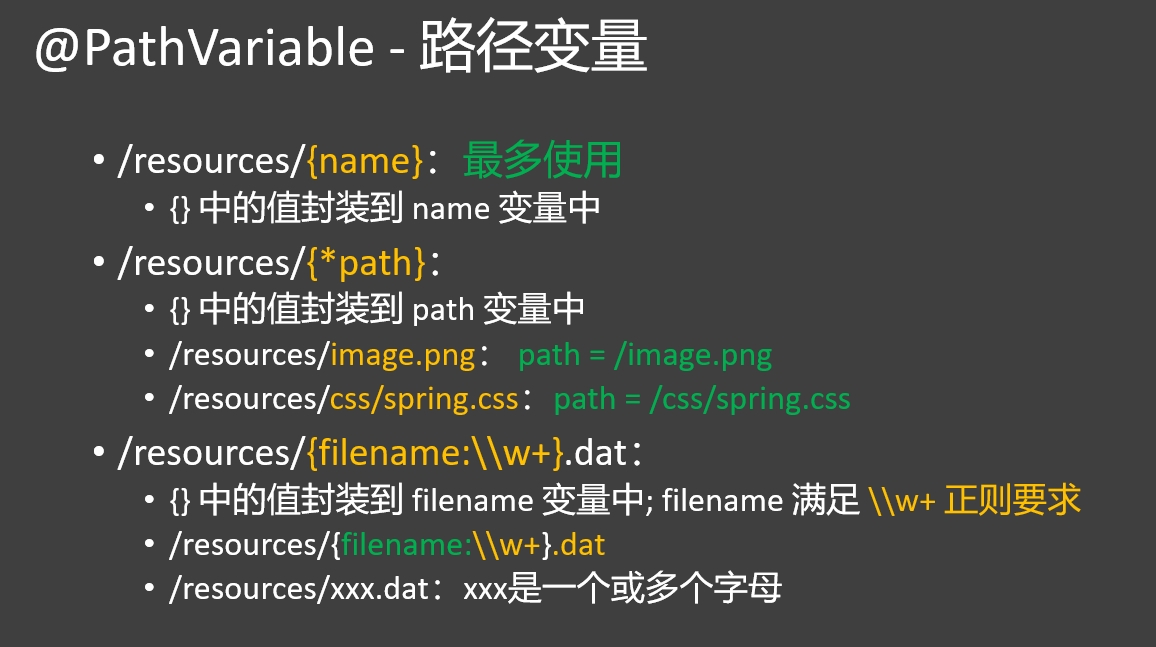 @PathVariable - 路径变量
• /resources/{name}： 最多使用
• {} 中的值封装到 name 变量中
• /resources/{*path}：
• {} 中的值封装到 path 变量中
• /resources/image.png： path = /image.png
• /resources/css/spring.css： path = /css/spring.css
• /resources/{filename:\\w+}.dat：
• {} 中的值封装到 filename 变量中; filename 满足 \\w+ 正则要求
• /resources/{filename:\\w+}.dat
• /resources/xxx.dat：xxx是一个或多个字母